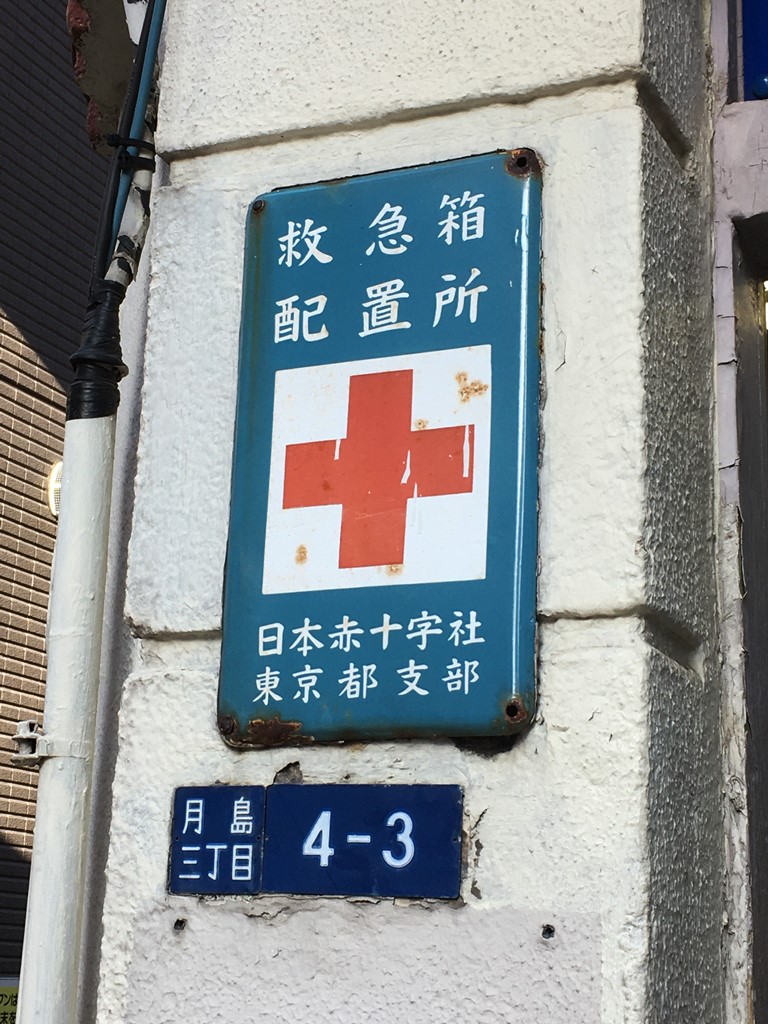 救急箱
配置所
日本赤十字社
東京都支部
月島
三丁目
4-3